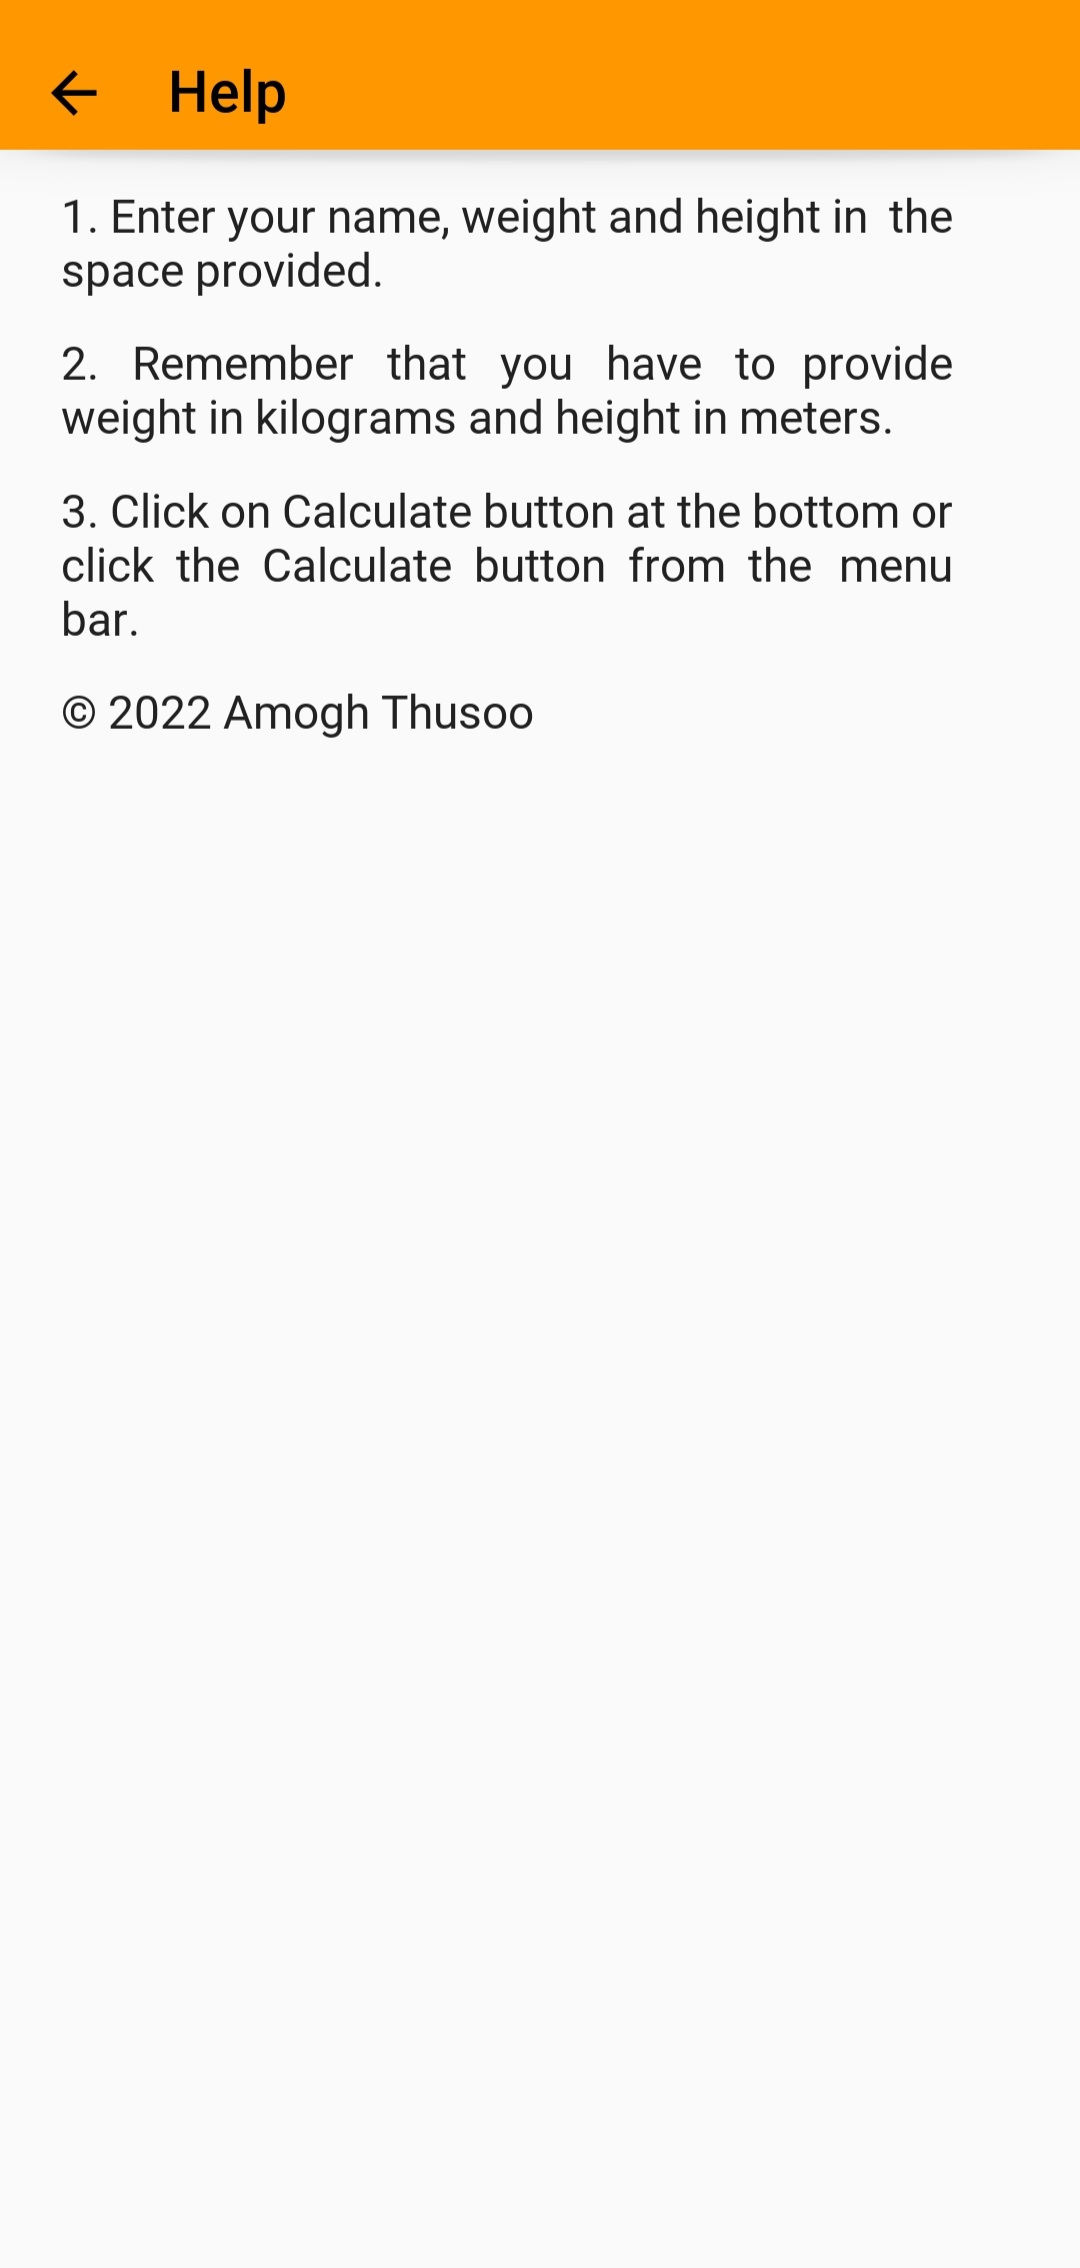 Help
1. Enter your name, weight and height in the
space provided.
2. Remember that you have to provide
weight in kilograms and height in meters.
3. Click on Calculate button at the bottom or
click the Calculate button from the menu
bar.
© 2022 Amogh Thusoo